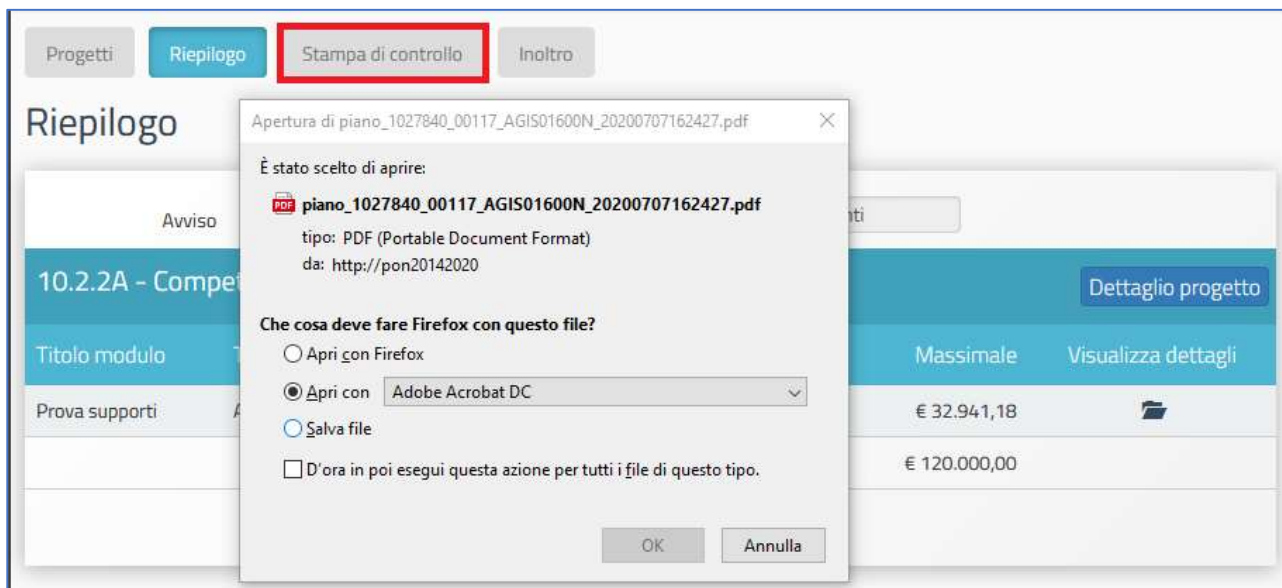 Progetti Riepilogo Stampa di controllo Inoltro
Riepilogo
Apertura di piano_1027840_00117_AGIS01600N_20200707162427.pdf
È stato scelto di aprire:
PDF piano_1027840_00117_AGIS01600N_20200707162427.pdf
Avviso
tipo: PDF (Portable Document Format)
da: http://pon20142020
10.2.2A - Compet Dettaglio progetto
Che cosa deve fare Firefox con questo file?
Titolo modulo Apri con Firefox Massimale Visualizza dettagli
Prova supporti Apri con Adobe Acrobat DC € 32.941,18
Salva file
€ 120.000,00
D'ora in poi esegui questa azione per tutti i file di questo tipo.
OK Annulla